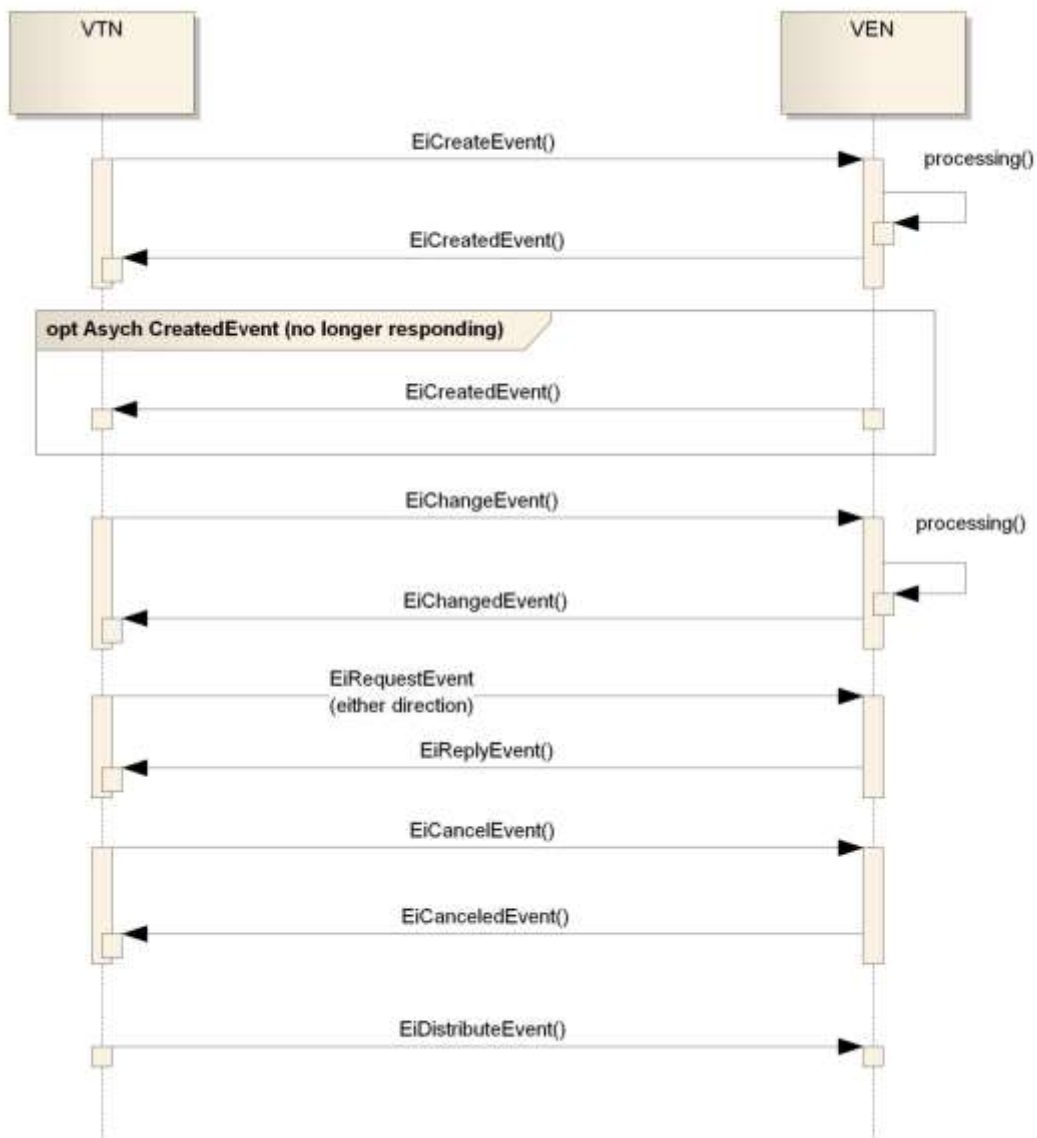 VTN
VEN
EiCreateEvent()
processing()
EiCreatedEvent()
opt Asych CreatedEvent (no longer responding)
EiCreatedEvent()
EiChangeEvent()
processing()
EiChangedEvent()
EiRequestEvent
(either direction)
EiReplyEvent()
EiCancelEvent()
EiCanceledEvent()
EiDistributeEvent()